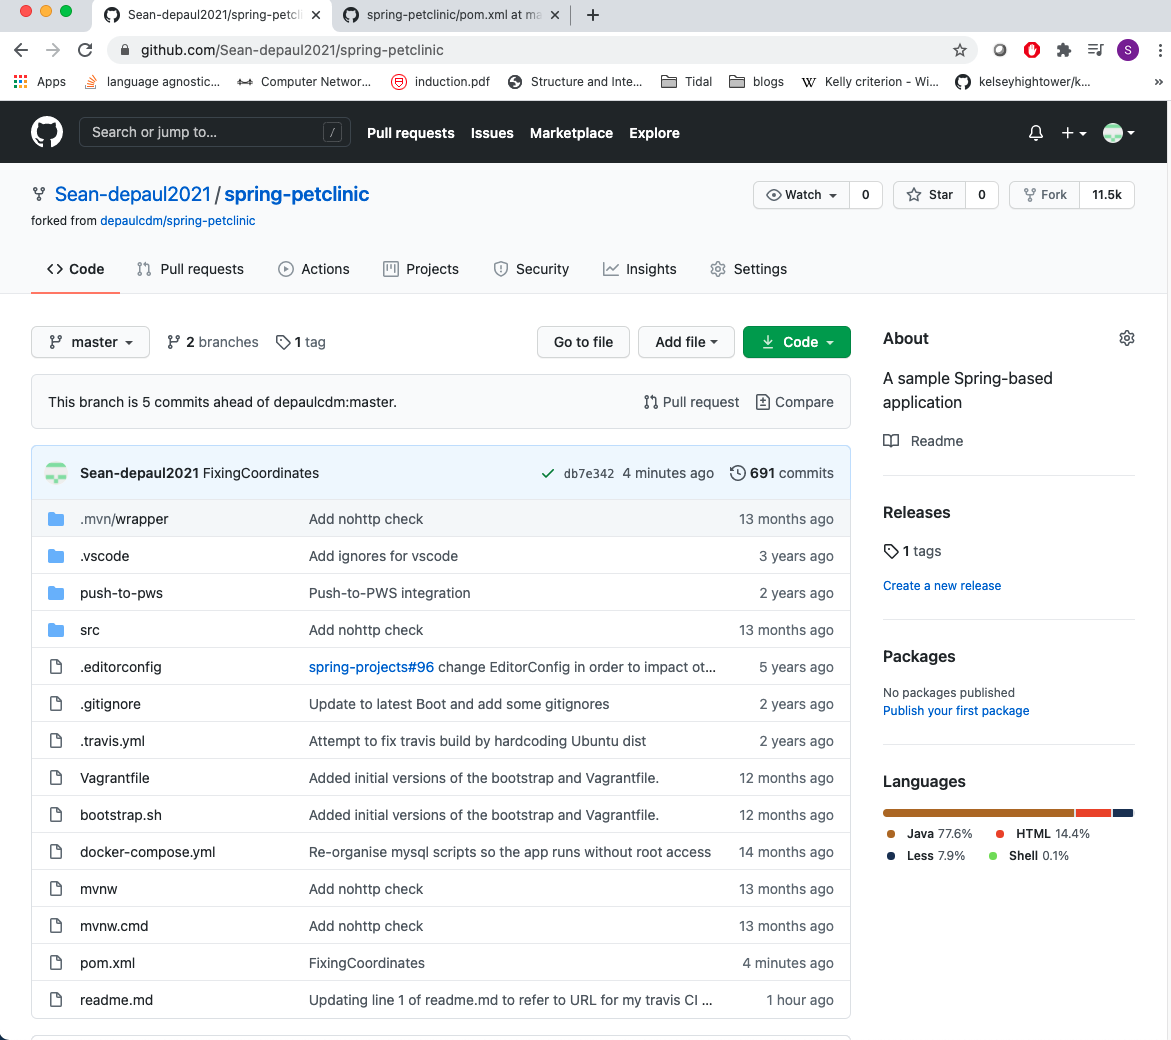 Sean-depaul2021/spring-petcli
spring-petclinic/pom.xml at ma
github.com/Sean-depaul2021/spring-petclinic
S
Apps
language agnostic...
Computer Networ...
induction.pdf
Structure and Inte...
Tidal
blogs
W
Kelly criterion - Wi...
kelseyhightower/k...
»
Search or jump to...
/
Pull requests
Issues
Marketplace
Explore
Sean-depaul2021 / spring-petclinic
Watch 0
Star 0
Fork 11.5k
forked from depaulcdm/spring-petclinic
Code
Pull requests
Actions
Projects
Security
Insights
Settings
master
2 branches
1 tag
Go to file
Add file
Code
This branch is 5 commits ahead of depaulcdm:master.
Pull request
Compare
Sean-depaul2021 FixingCoordinates db7e342 4 minutes ago 691 commits
.mvn/wrapper Add nohttp check 13 months ago
.vscode Add ignores for vscode 3 years ago
push-to-pws Push-to-PWS integration 2 years ago
src Add nohttp check 13 months ago
.editorconfig spring-projects#96 change EditorConfig in order to impact ot... 5 years ago
.gitignore Update to latest Boot and add some gitignores 2 years ago
.travis.yml Attempt to fix travis build by hardcoding Ubuntu dist 2 years ago
Vagrantfile Added initial versions of the bootstrap and Vagrantfile. 12 months ago
bootstrap.sh Added initial versions of the bootstrap and Vagrantfile. 12 months ago
docker-compose.yml Re-organise mysql scripts so the app runs without root access 14 months ago
mvnw Add nohttp check 13 months ago
mvnw.cmd Add nohttp check 13 months ago
pom.xml FixingCoordinates 4 minutes ago
readme.md Updating line 1 of readme.md to refer to URL for my travis CI ... 1 hour ago
About
A sample Spring-based
application
Readme
Releases
1 tags
Create a new release
Packages
No packages published
Publish your first package
Languages
Java 77.6% HTML 14.4%
Less 7.9% Shell 0.1%